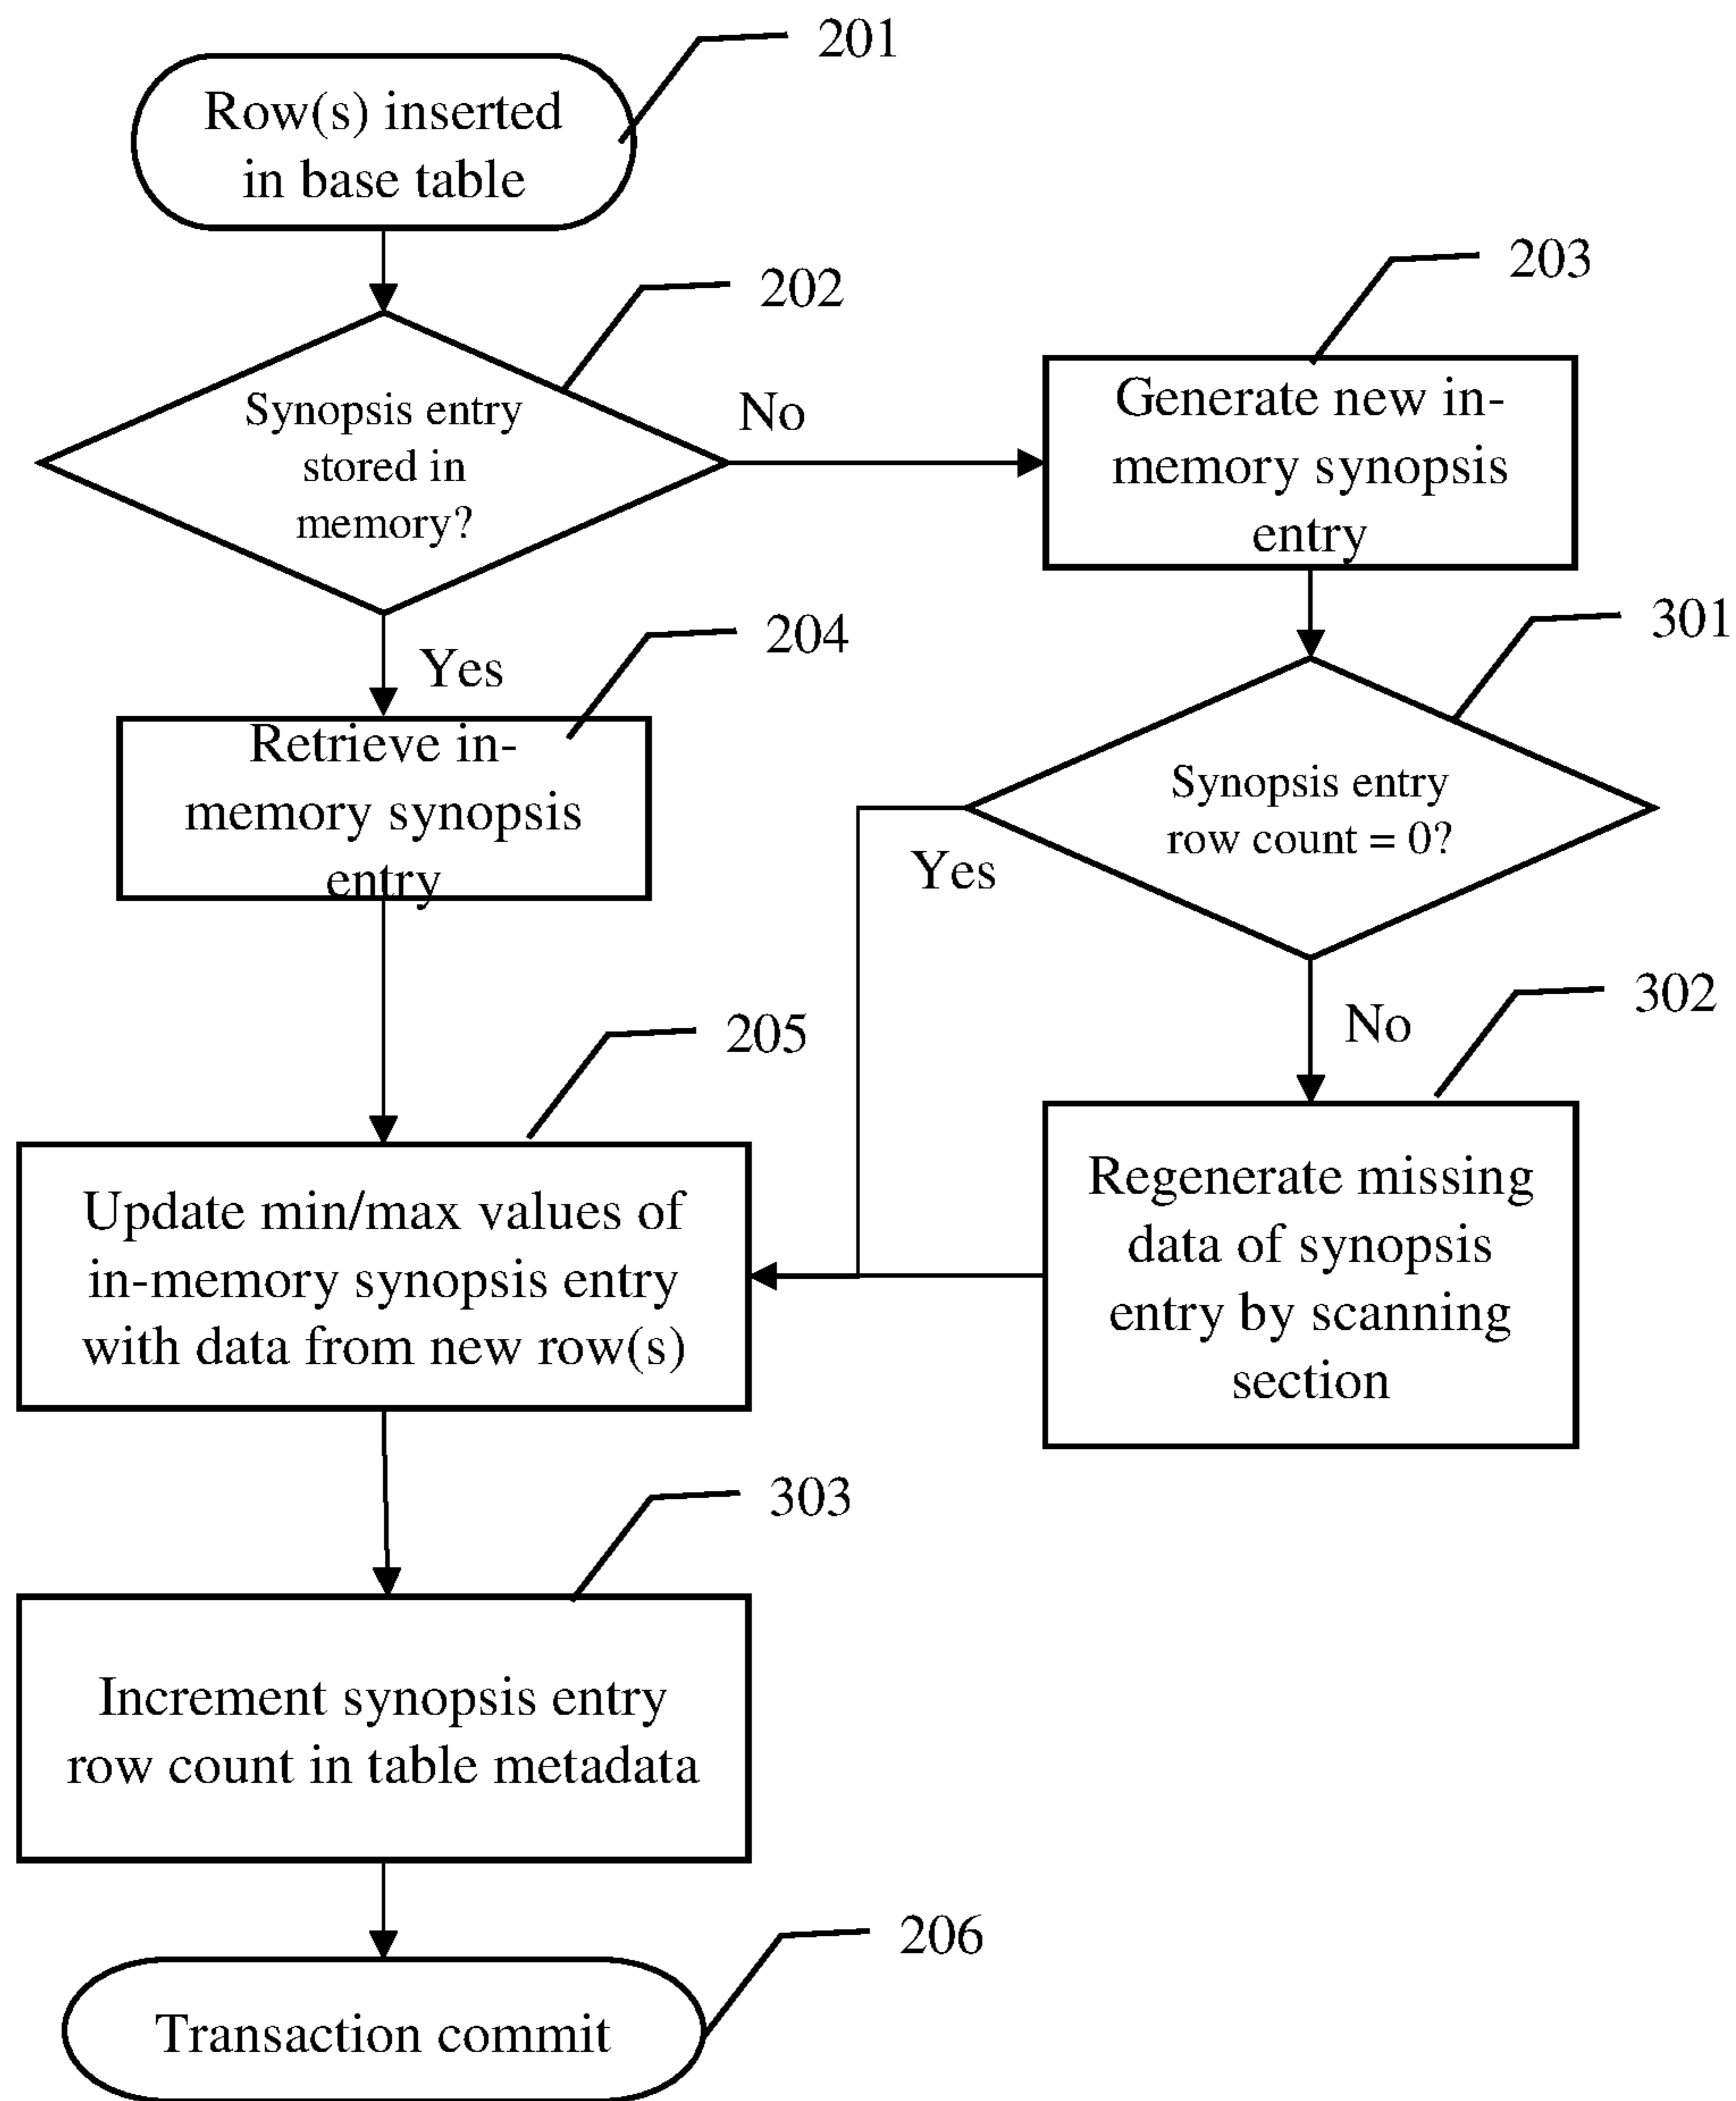 201
Row(s) inserted
in base table
202
203
Synopsis entry
stored in
memory?
No
Generate new in-
memory synopsis
entry
204
Yes
Retrieve in-
memory synopsis
entry
301
Synopsis entry
row count = 0?
Yes
No
302
Regenerate missing
data of synopsis
entry by scanning
section
205
Update min/max values of
in-memory synopsis entry
with data from new row(s)
303
Increment synopsis entry
row count in table metadata
206
Transaction commit